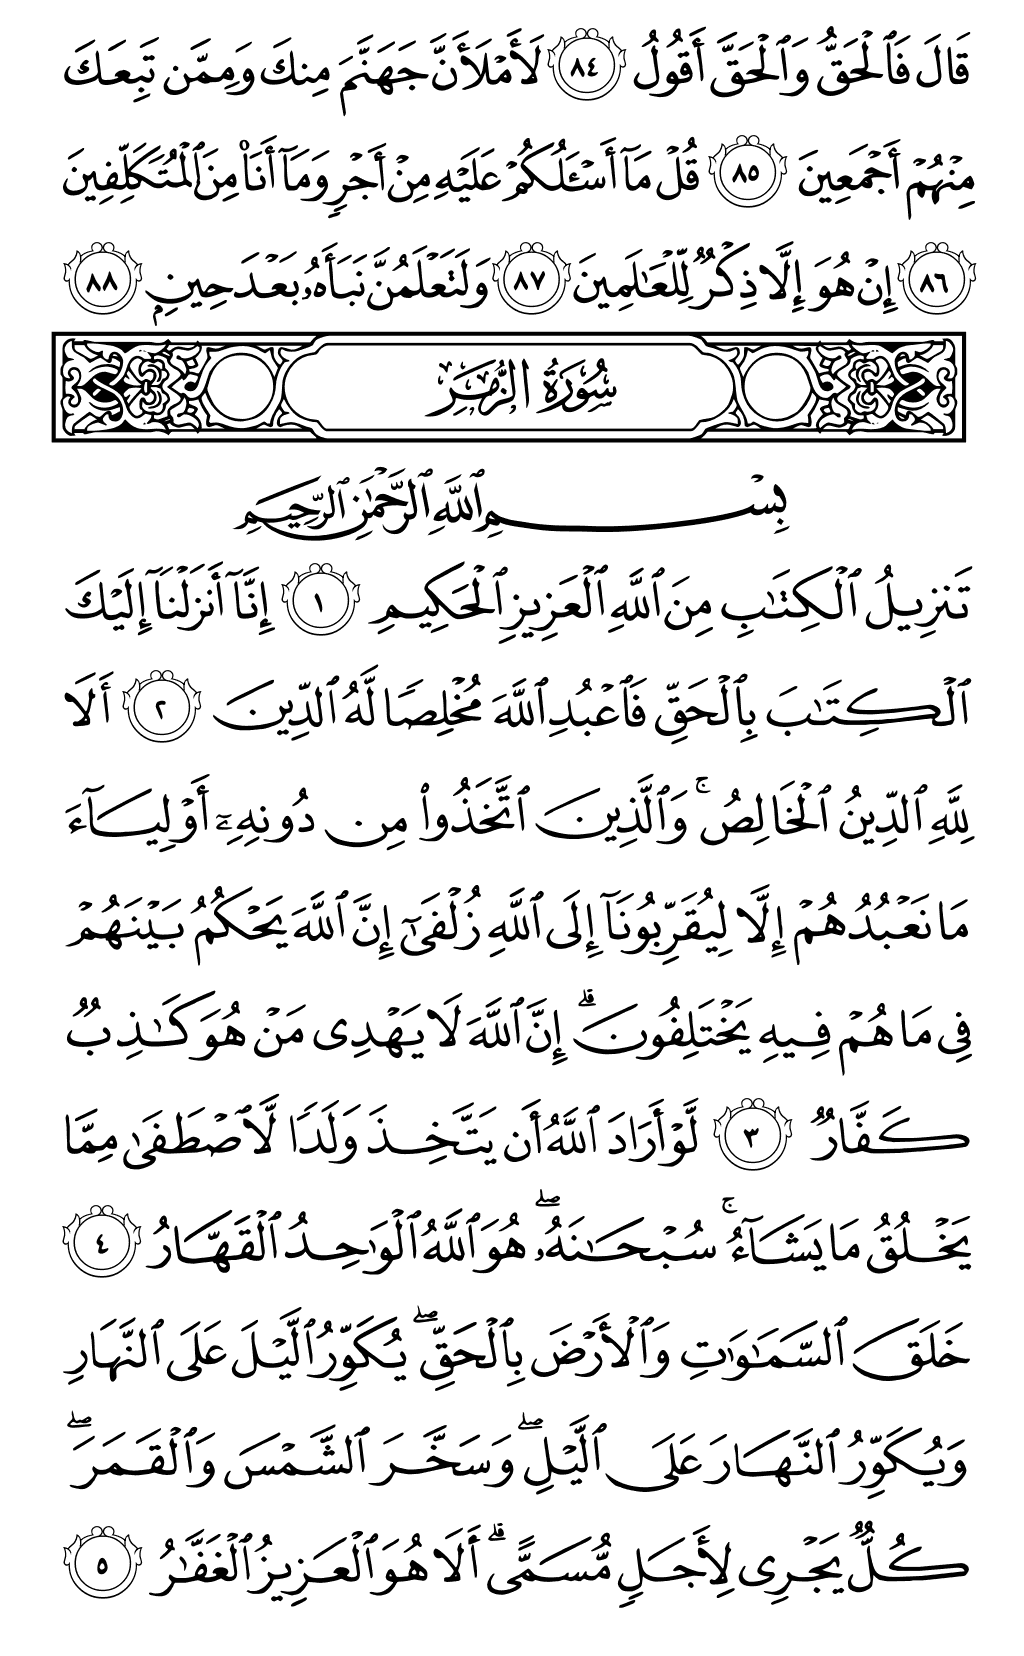 قَالَ فَٱلْحَقُّ وَٱلْحَقَّ أَقُولُ ٨٤ لَأَمْلَأَنَّ جَهَنَّمَ مِنكَ وَمِمَّن تَبِعَكَ
مِنْهُمْ أَجْمَعِينَ ٨٥ قُلْ مَآ أَسْـَٔلُكُمْ عَلَيْهِ مِنْ أَجْرٍ وَمَآ أَنَا۠ مِنَ ٱلْمُتَكَلِّفِينَ
٨٦ إِنْ هُوَ إِلَّا ذِكْرٌ لِّلْعَـٰلَمِينَ ٨٧ وَلَتَعْلَمُنَّ نَبَأَهُۥ بَعْدَ حِينٍۭ ٨٨
سُورَةُ الزُّمَرِ
بِسْمِ ٱللَّهِ ٱلرَّحْمَـٰنِ ٱلرَّحِيمِ
تَنزِيلُ ٱلْكِتَـٰبِ مِنَ ٱللَّهِ ٱلْعَزِيزِ ٱلْحَكِيمِ ١ إِنَّآ أَنزَلْنَآ إِلَيْكَ
ٱلْكِتَـٰبَ بِٱلْحَقِّ فَٱعْبُدِ ٱللَّهَ مُخْلِصًا لَّهُ ٱلدِّينَ ٢ أَلَا
لِلَّهِ ٱلدِّينُ ٱلْخَالِصُ ۚ وَٱلَّذِينَ ٱتَّخَذُوا۟ مِن دُونِهِۦٓ أَوْلِيَآءَ
مَا نَعْبُدُهُمْ إِلَّا لِيُقَرِّبُونَآ إِلَى ٱللَّهِ زُلْفَىٰٓ إِنَّ ٱللَّهَ يَحْكُمُ بَيْنَهُمْ
فِى مَا هُمْ فِيهِ يَخْتَلِفُونَ ۗ إِنَّ ٱللَّهَ لَا يَهْدِى مَنْ هُوَ كَـٰذِبٌ
كَفَّارٌ ٣ لَّوْ أَرَادَ ٱللَّهُ أَن يَتَّخِذَ وَلَدًا لَّٱصْطَفَىٰ مِمَّا
يَخْلُقُ مَا يَشَآءُ ۚ سُبْحَـٰنَهُۥ ۖ هُوَ ٱللَّهُ ٱلْوَٰحِدُ ٱلْقَهَّارُ ٤
خَلَقَ ٱلسَّمَـٰوَٰتِ وَٱلْأَرْضَ بِٱلْحَقِّ ۖ يُكَوِّرُ ٱلَّيْلَ عَلَى ٱلنَّهَارِ
وَيُكَوِّرُ ٱلنَّهَارَ عَلَى ٱلَّيْلِ ۖ وَسَخَّرَ ٱلشَّمْسَ وَٱلْقَمَرَ ۖ
كُلٌّ يَجْرِى لِأَجَلٍ مُّسَمًّى ۗ أَلَا هُوَ ٱلْعَزِيزُ ٱلْغَفَّـٰرُ ٥